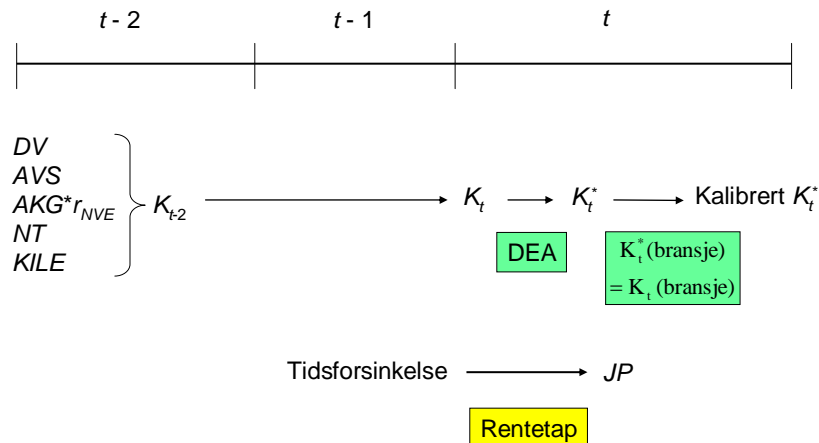 t - 2 t - 1 t
DV
AVS
AKG*r_NVE
NT
KILE
K_t-2 K_t K_t^* Kalibrert K_t^*
DEA
K_t^* (bransje)
= K_t (bransje)
Tidsforsinkelse JP
Rentetap